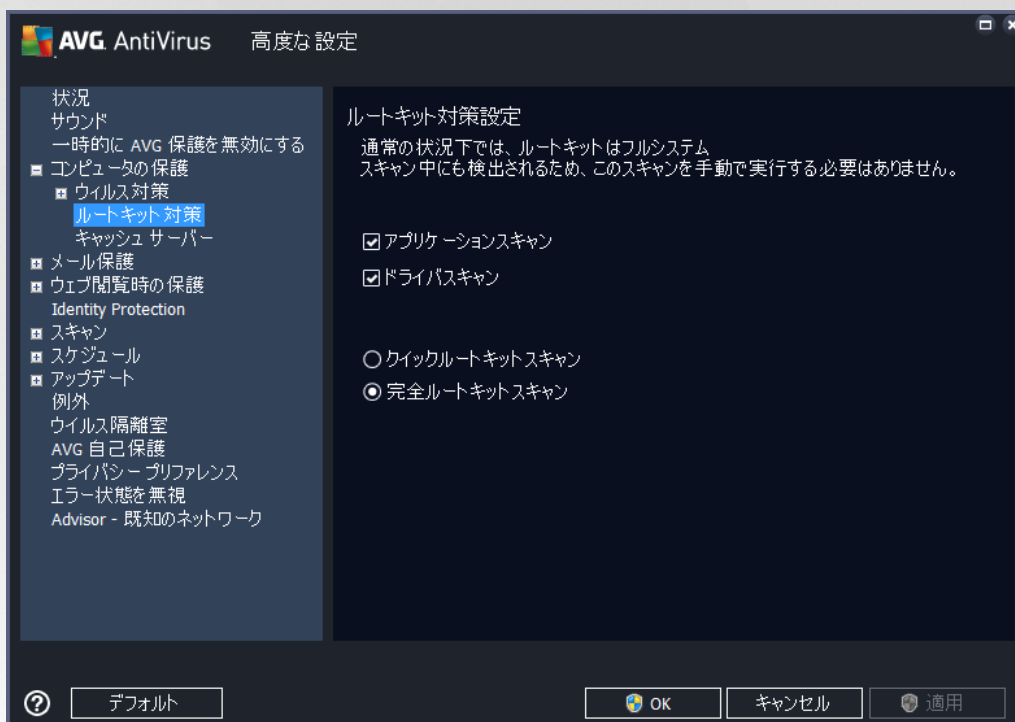 AVG. AntiVirus 高度な設定
状況
サウンド
一時的に AVG 保護を無効にする
コンピュータの保護
ウイルス対策
ルートキット対策
キャッシュ サーバー
メール保護
ウェブ閲覧時の保護
Identity Protection
スキャン
スケジュール
アップデート
例外
ウイルス隔離室
AVG 自己保護
プライバシー プリファレンス
エラー状態を無視
Advisor - 既知のネットワーク
ルートキット対策設定
通常の状況下では、ルートキットはフルシステム
スキャン中にも検出されるため、このスキャンを手動で実行する必要はありません。
アプリケーションスキャン
ドライバスキャン
クイックルートキットスキャン
完全ルートキットスキャン
デフォルト
OK
キャンセル
適用